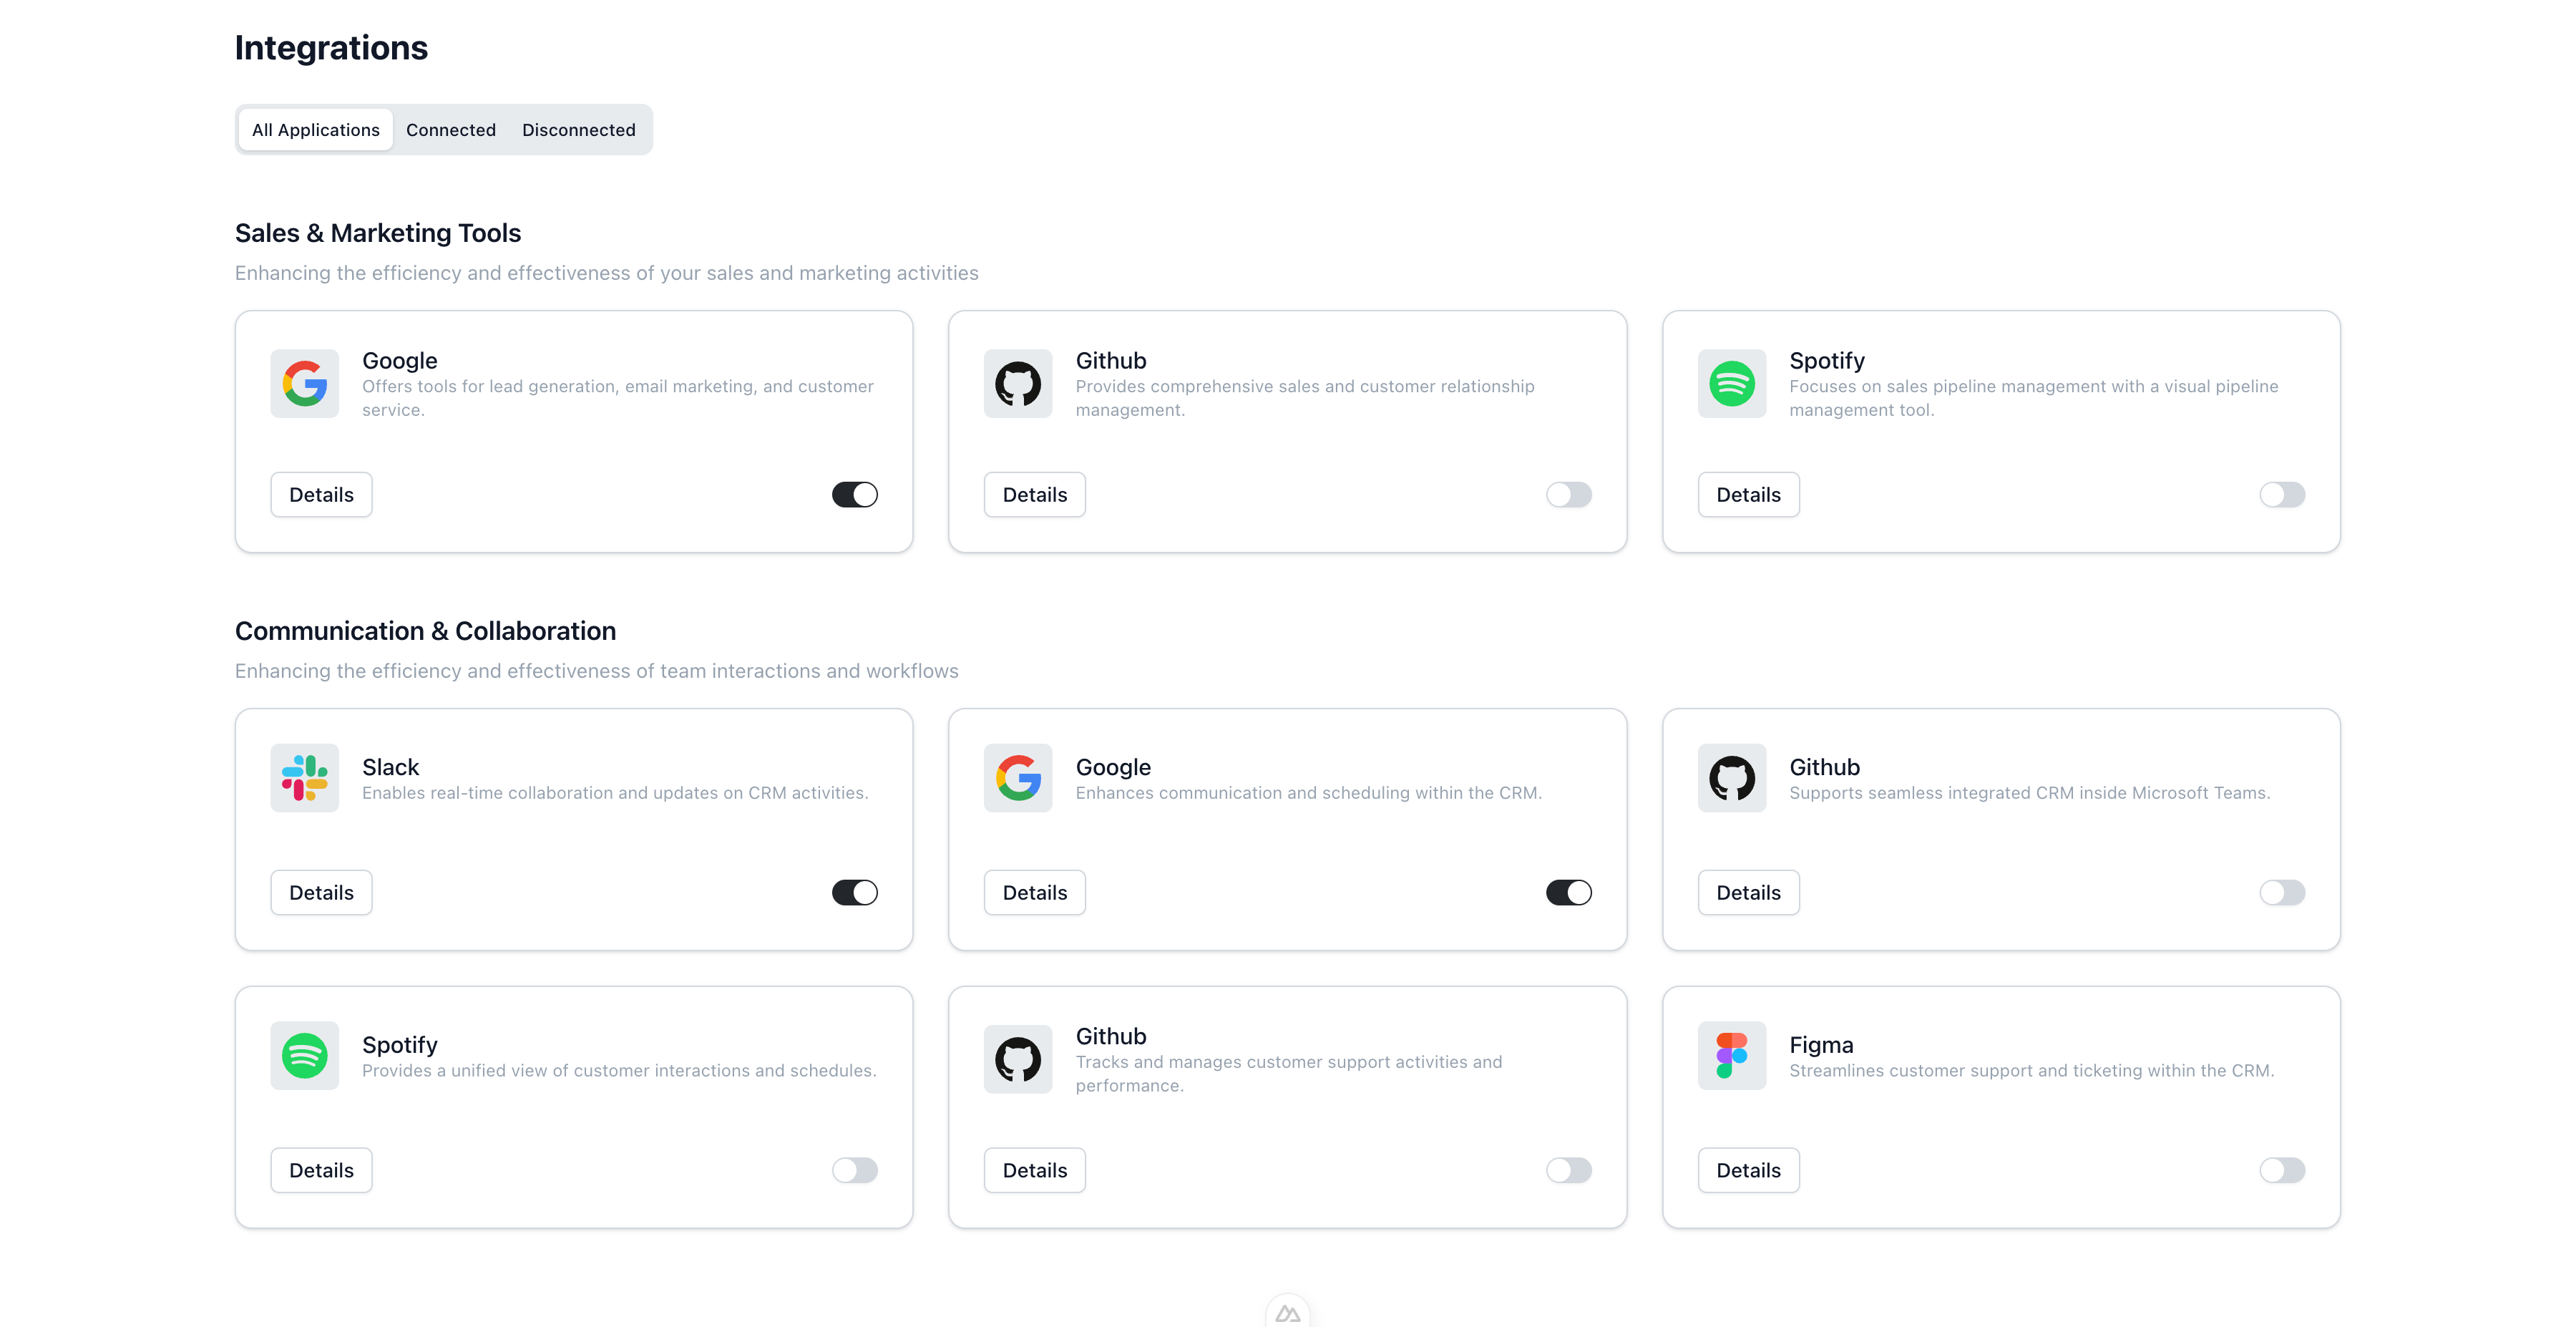 Integrations
All Applications Connected Disconnected
Sales & Marketing Tools
Enhancing the efficiency and effectiveness of your sales and marketing activities
Google
Offers tools for lead generation, email marketing, and customer
service.
Details
Github
Provides comprehensive sales and customer relationship
management.
Details
Spotify
Focuses on sales pipeline management with a visual pipeline
management tool.
Details
Communication & Collaboration
Enhancing the efficiency and effectiveness of team interactions and workflows
Slack
Enables real-time collaboration and updates on CRM activities.
Details
Google
Enhances communication and scheduling within the CRM.
Details
Github
Supports seamless integrated CRM inside Microsoft Teams.
Details
Spotify
Provides a unified view of customer interactions and schedules.
Details
Github
Tracks and manages customer support activities and
performance.
Details
Figma
Streamlines customer support and ticketing within the CRM.
Details